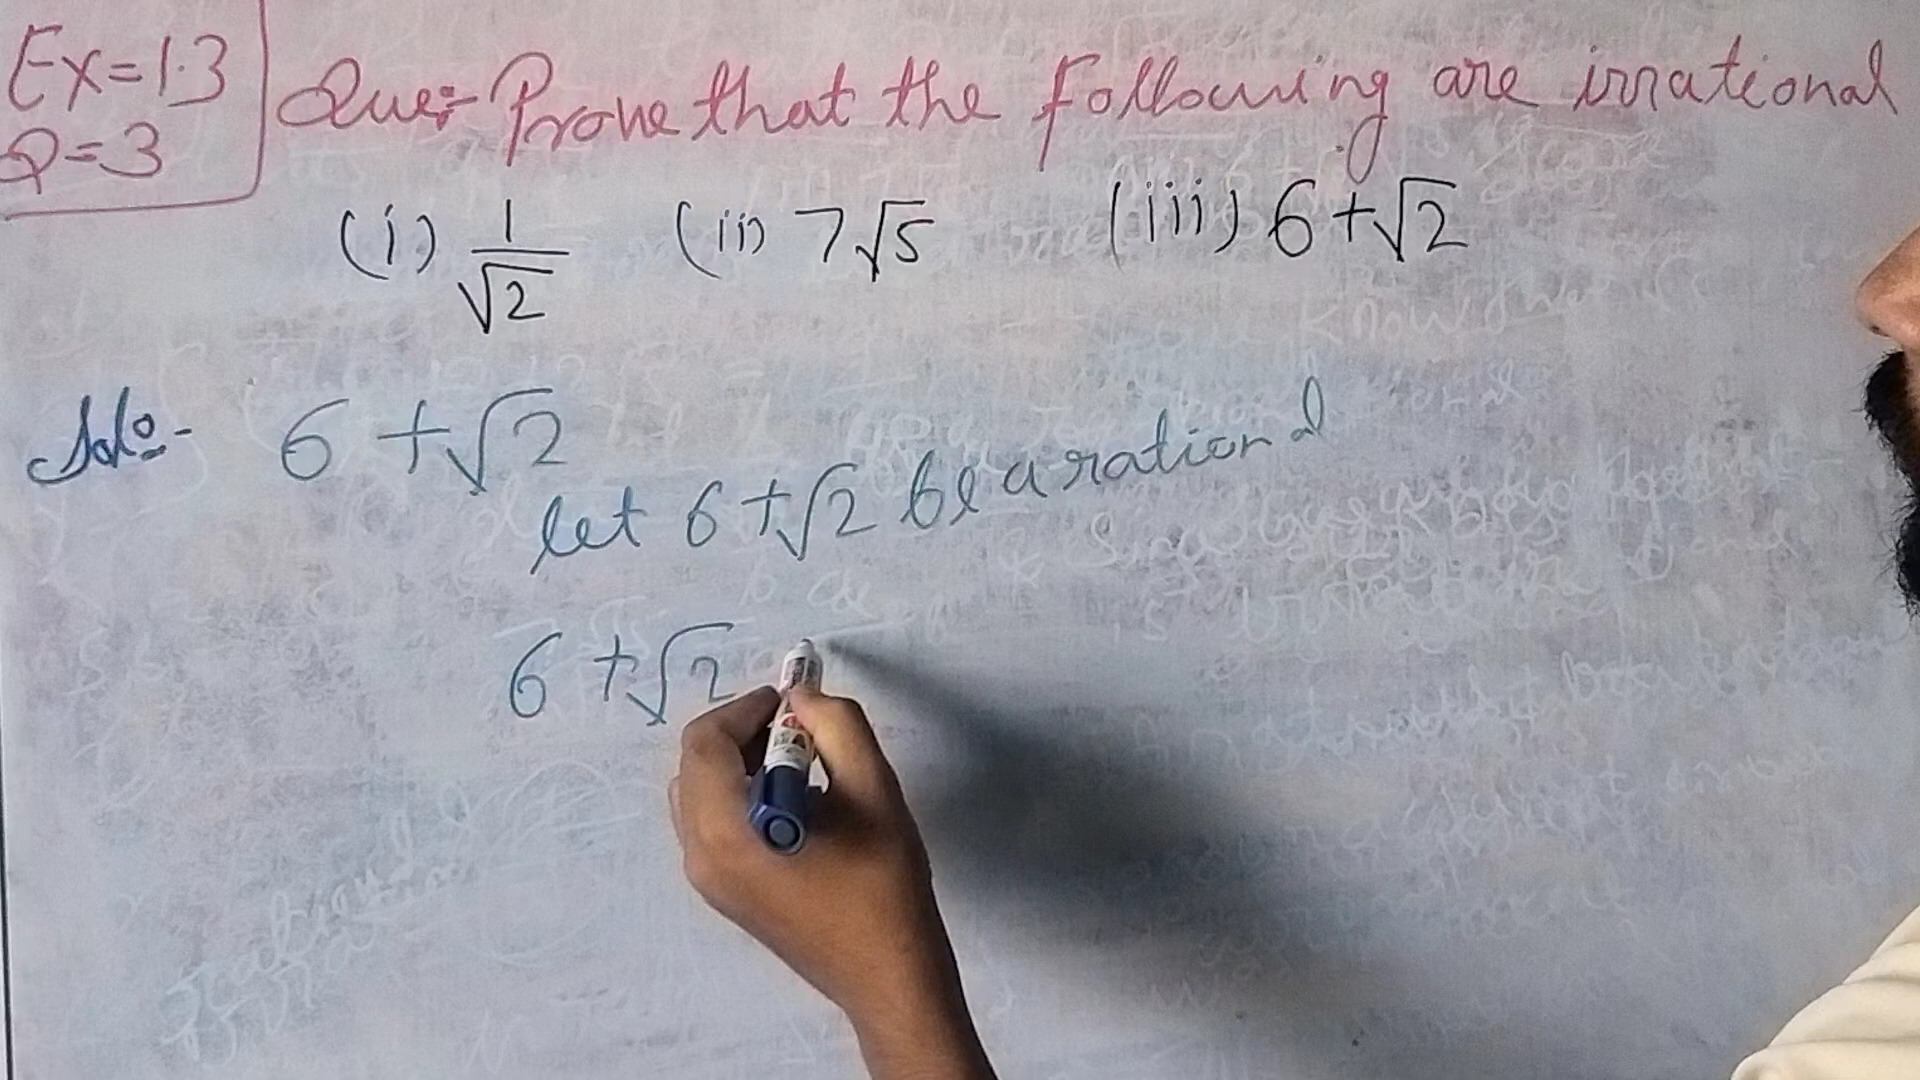 Ex=1.3
Q=3
Que:- Prove that the following are irrational
(i) 1/√2 (ii) 7√5 (iii) 6+√2
Sol:- 6+√2
let 6+√2 be a rational
6+√2